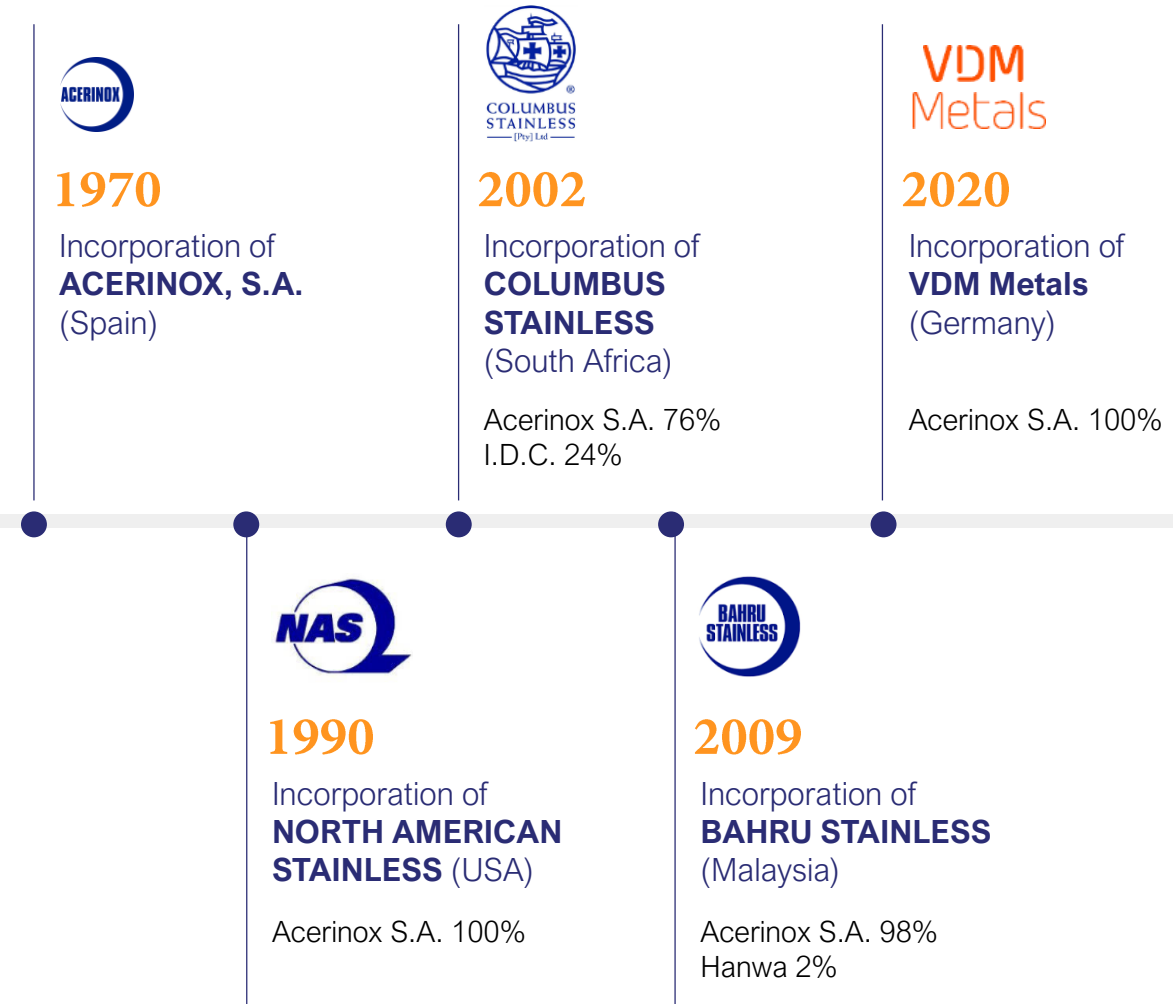 ACERINOX
1970
Incorporation of
ACERINOX, S.A.
(Spain)
COLUMBUS
STAINLESS
[Pty] Ltd
®
2002
Incorporation of
COLUMBUS
STAINLESS
(South Africa)
Acerinox S.A. 76%
I.D.C. 24%
VDM
Metals
2020
Incorporation of
VDM Metals
(Germany)
Acerinox S.A. 100%
NAS
1990
Incorporation of
NORTH AMERICAN
STAINLESS (USA)
Acerinox S.A. 100%
BAHRU
STAINLESS
2009
Incorporation of
BAHRU STAINLESS
(Malaysia)
Acerinox S.A. 98%
Hanwa 2%